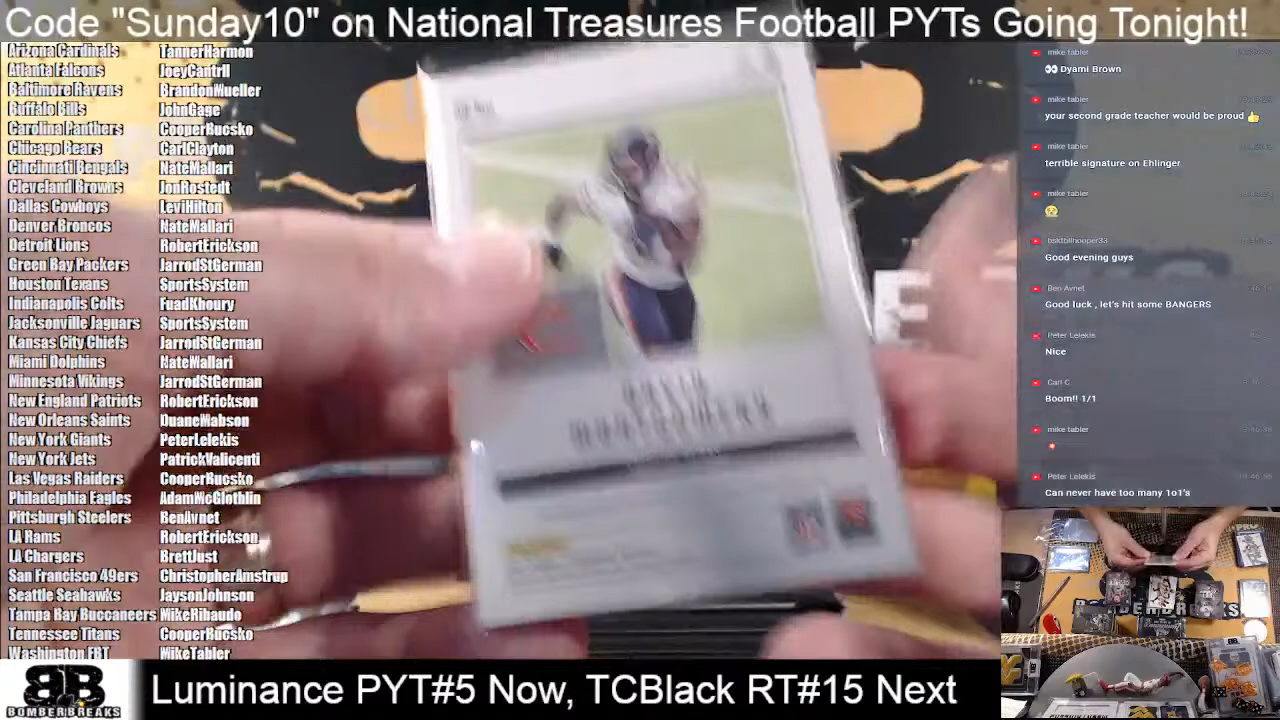 Code "Sunday10" on National Treasures Football PYTs Going Tonight!
Arizona Cardinals TannerHarmon
Atlanta Falcons JoeyCantrll
Baltimore Ravens BrandonMueller
Buffalo Bills JohnGage
Carolina Panthers CooperBucsko
Chicago Bears CarlClayton
Cincinnati Bengals NateMallari
Cleveland Browns JonRostedt
Dallas Cowboys LeviHilton
Denver Broncos NateMallari
Detroit Lions RobertErickson
Green Bay Packers JarrodStGerman
Houston Texans SportsSystem
Indianapolis Colts FuadKhoury
Jacksonville Jaguars SportsSystem
Kansas City Chiefs JarrodStGerman
Miami Dolphins NateMallari
Minnesota Vikings JarrodStGerman
New England Patriots RobertErickson
New Orleans Saints DuaneMabson
New York Giants PeterLelekis
New York Jets PatrickValicenti
Las Vegas Raiders CooperBucsko
Philadelphia Eagles AdamMcGlothlin
Pittsburgh Steelers BenAvnet
LA Rams RobertErickson
LA Chargers BrettJust
San Francisco 49ers ChristopherAmstrup
Seattle Seahawks JaysonJohnson
Tampa Bay Buccaneers MikeRibaudo
Tennessee Titans CooperBucsko
Washington FBT MikeTabler
mike tabler
👀 Dyami Brown
mike tabler
your second grade teacher would be proud 👍
mike tabler
terrible signature on Ehlinger
mike tabler
bsktbllhooper33
Good evening guys
Ben Avnet
Good luck , let's hit some BANGERS
Peter Lelekis
Nice
Carl C
Boom!! 1/1
mike tabler
Peter Lelekis
Can never have too many 1o1's
BOMBERBREAKS
Luminance PYT#5 Now, TCBlack RT#15 Next